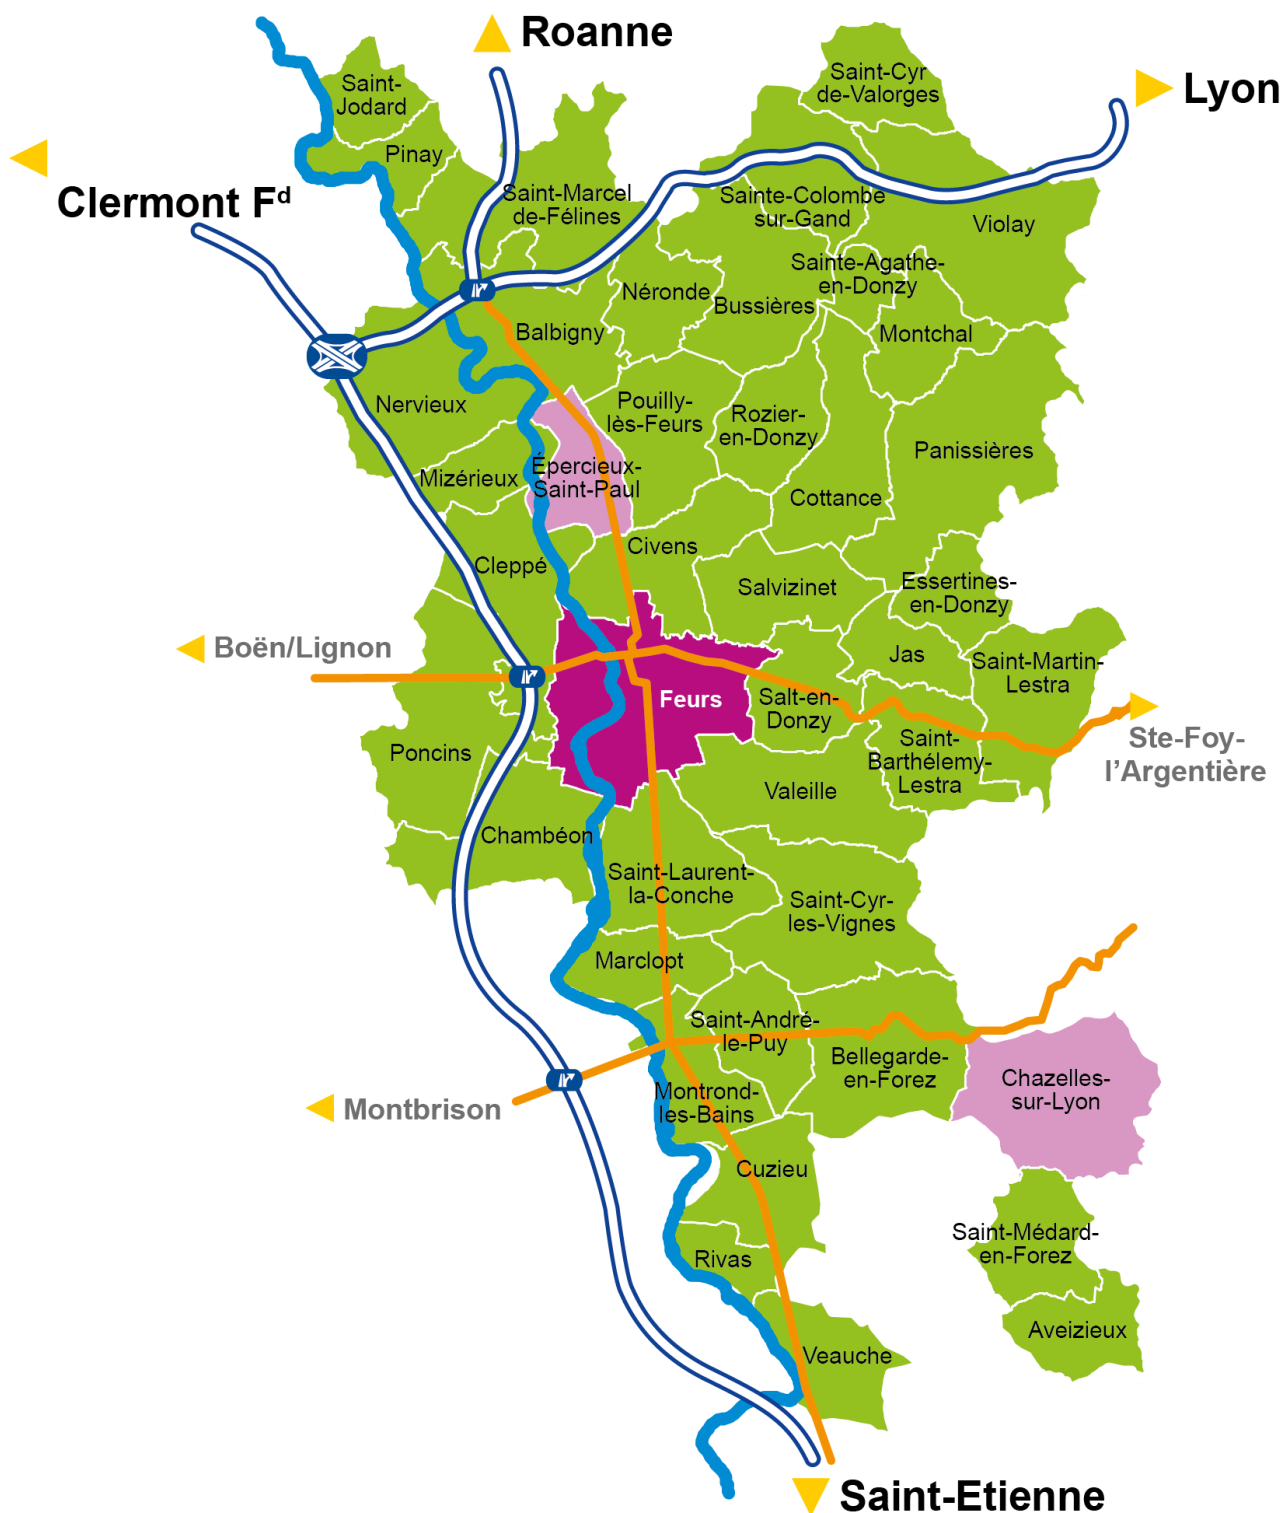 Roanne
Lyon
Clermont Fd
Saint-Cyr
de-Valorges
Saint-
Jodard
Pinay
Saint-Marcel
de-Félines
Sainte-Colombe
sur-Gand
Violay
Sainte-Agathe-
en-Donzy
Néronde
Bussières
Balbigny
Montchal
Nervieux
Pouilly-
lès-Feurs
Rozier-
en-Donzy
Panissières
Mizérieux
Épercieux-
Saint-Paul
Cottance
Civens
Cleppé
Salvizinet
Essertines-
en-Donzy
Boën/Lignon
Jas
Saint-Martin-
Lestra
Feurs
Salt-en-
Donzy
Saint-
Barthélemy-
Lestra
Ste-Foy-
l’Argentière
Poncins
Valeille
Chambéon
Saint-Laurent-
la-Conche
Saint-Cyr-
les-Vignes
Marclopt
Saint-André-
le-Puy
Bellegarde-
en-Forez
Chazelles-
sur-Lyon
Montbrison
Montrond-
les-Bains
Cuzieu
Saint-Médard-
en-Forez
Rivas
Aveizieux
Veauche
Saint-Etienne